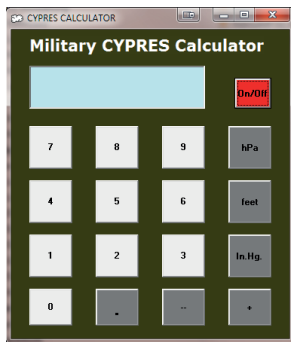 CYPRES CALCULATOR
Military CYPRES Calculator
On/Off
7 8 9 hPa
4 5 6 feet
1 2 3 In.Hg.
0 . -- +